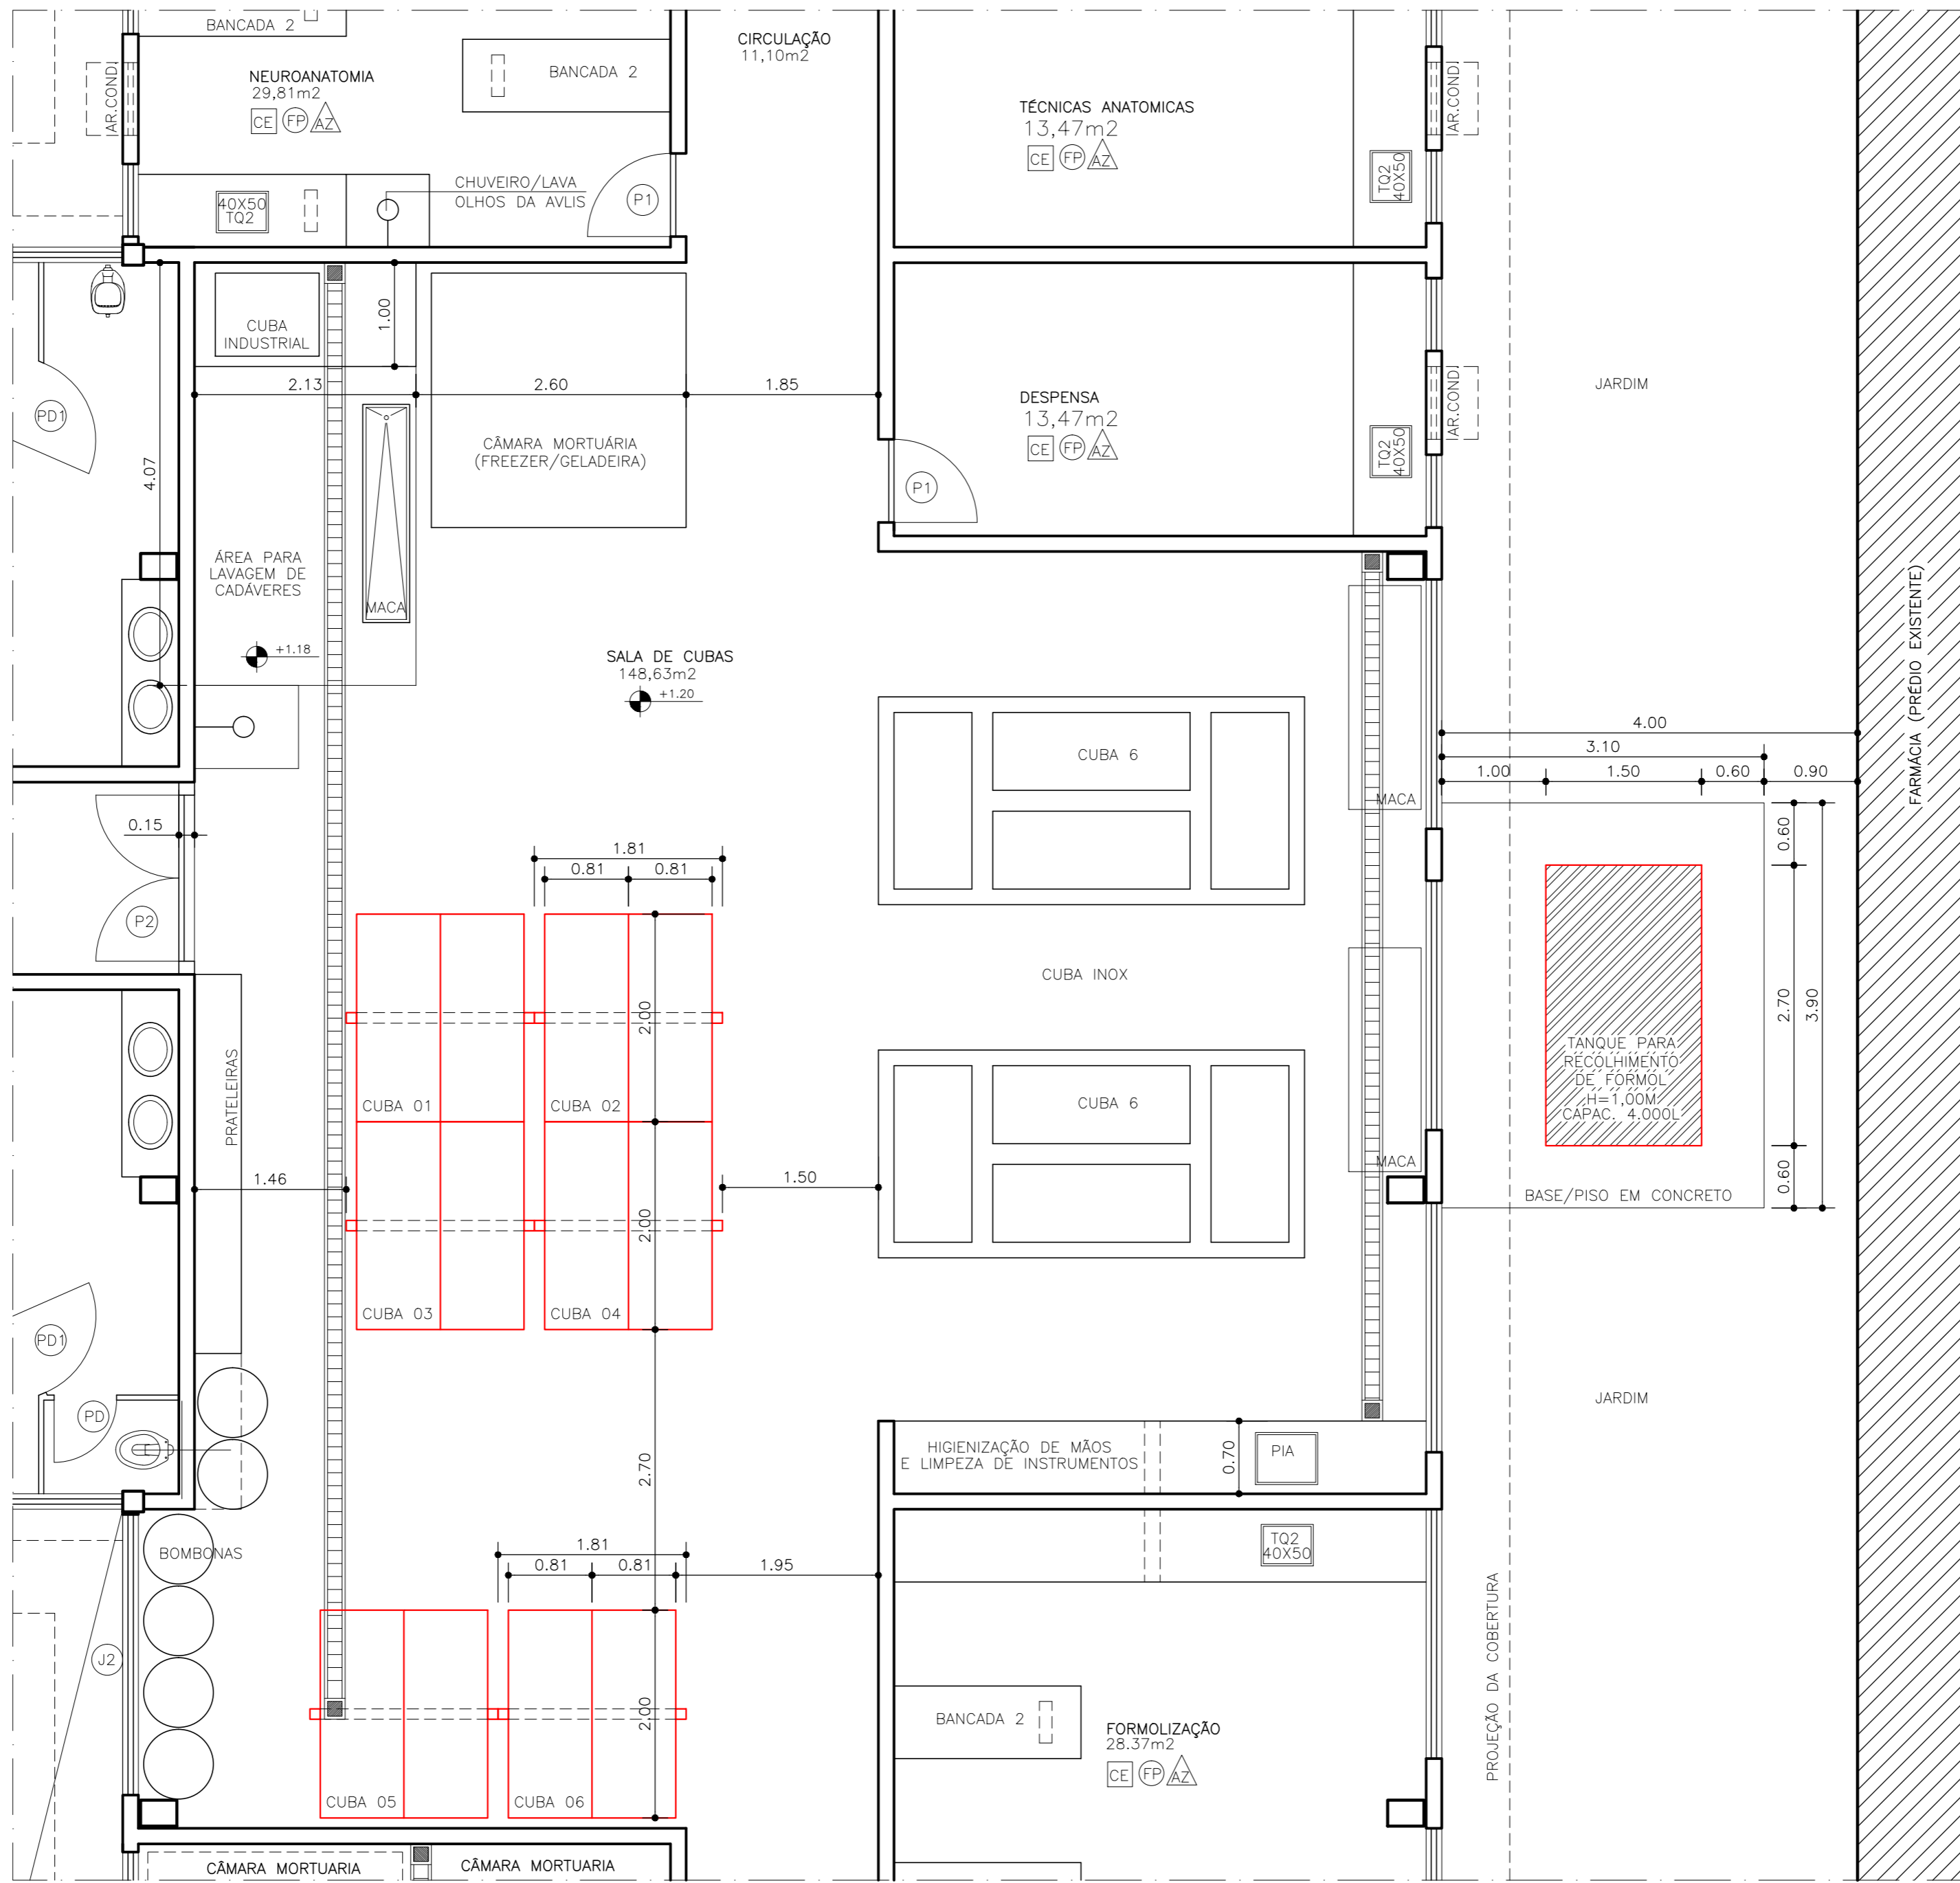 BANCADA 2
NEUROANATOMIA
29,81m2
CE FP AZ
BANCADA 2
AR.COND.
40X50
TQ2
CHUVEIRO/LAVA
OLHOS DA AVLIS
P1
CIRCULAÇÃO
11,10m2
TÉCNICAS ANATOMICAS
13,47m2
CE FP AZ
TQ2
40X50
AR.COND.
CUBA
INDUSTRIAL
1.00
2.13
2.60
1.85
4.07
PD1
CÂMARA MORTUÁRIA
(FREEZER/GELADEIRA)
MACA
ÁREA PARA
LAVAGEM DE
CADÁVERES
+1.18
DESPENSA
13,47m2
CE FP AZ
P1
TQ2
40X50
AR.COND.
JARDIM
FARMÁCIA (PRÉDIO EXISTENTE)
SALA DE CUBAS
148,63m2
+1.20
CUBA 6
MACA
4.00
3.10
1.00
1.50
0.60
0.90
0.15
P2
1.81
0.81
0.81
2.00
CUBA 01
CUBA 02
CUBA INOX
0.60
2.70
3.90
0.60
TANQUE PARA
RECOLHIMENTO
DE FORMOL
H=1,00M
CAPAC. 4.000L
BASE/PISO EM CONCRETO
PRATELEIRAS
1.46
1.50
CUBA 6
MACA
2.00
CUBA 03
CUBA 04
PD1
PD
2.70
HIGIENIZAÇÃO DE MÃOS
E LIMPEZA DE INSTRUMENTOS
0.70
PIA
JARDIM
BOMBONAS
J2
1.81
0.81
0.81
1.95
TQ2
40X50
2.00
CUBA 05
CUBA 06
BANCADA 2
FORMOLIZAÇÃO
28.37m2
CE FP AZ
PROJEÇÃO DA COBERTURA
CÂMARA MORTUARIA
CÂMARA MORTUARIA